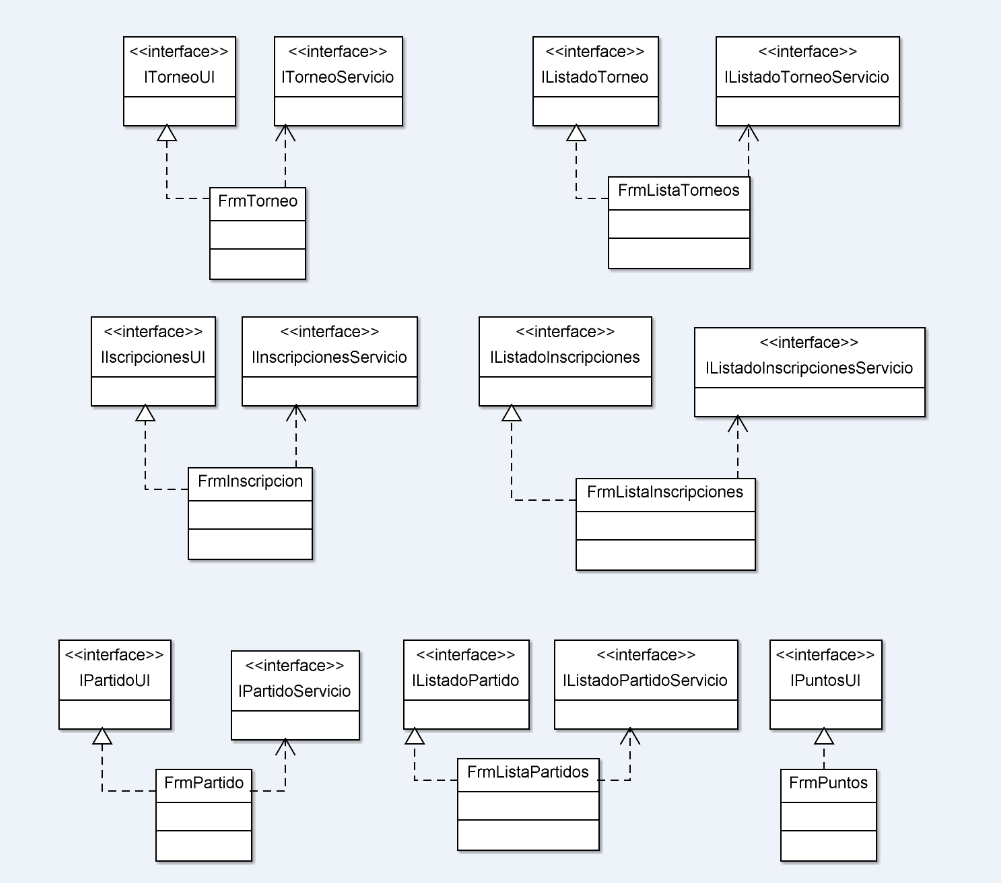 <<interface>>
ITorneoUI
<<interface>>
ITorneoServicio
<<interface>>
IListadoTorneo
<<interface>>
IListadoTorneoServicio
FrmTorneo
FrmListaTorneos
<<interface>>
IIscripcionesUI
<<interface>>
IInscripcionesServicio
<<interface>>
IListadoInscripciones
<<interface>>
IListadoInscripcionesServicio
FrmInscripcion
FrmListaInscripciones
<<interface>>
IPartidoUI
<<interface>>
IPartidoServicio
<<interface>>
IListadoPartido
<<interface>>
IListadoPartidoServicio
<<interface>>
IPuntosUI
FrmPartido
FrmListaPartidos
FrmPuntos